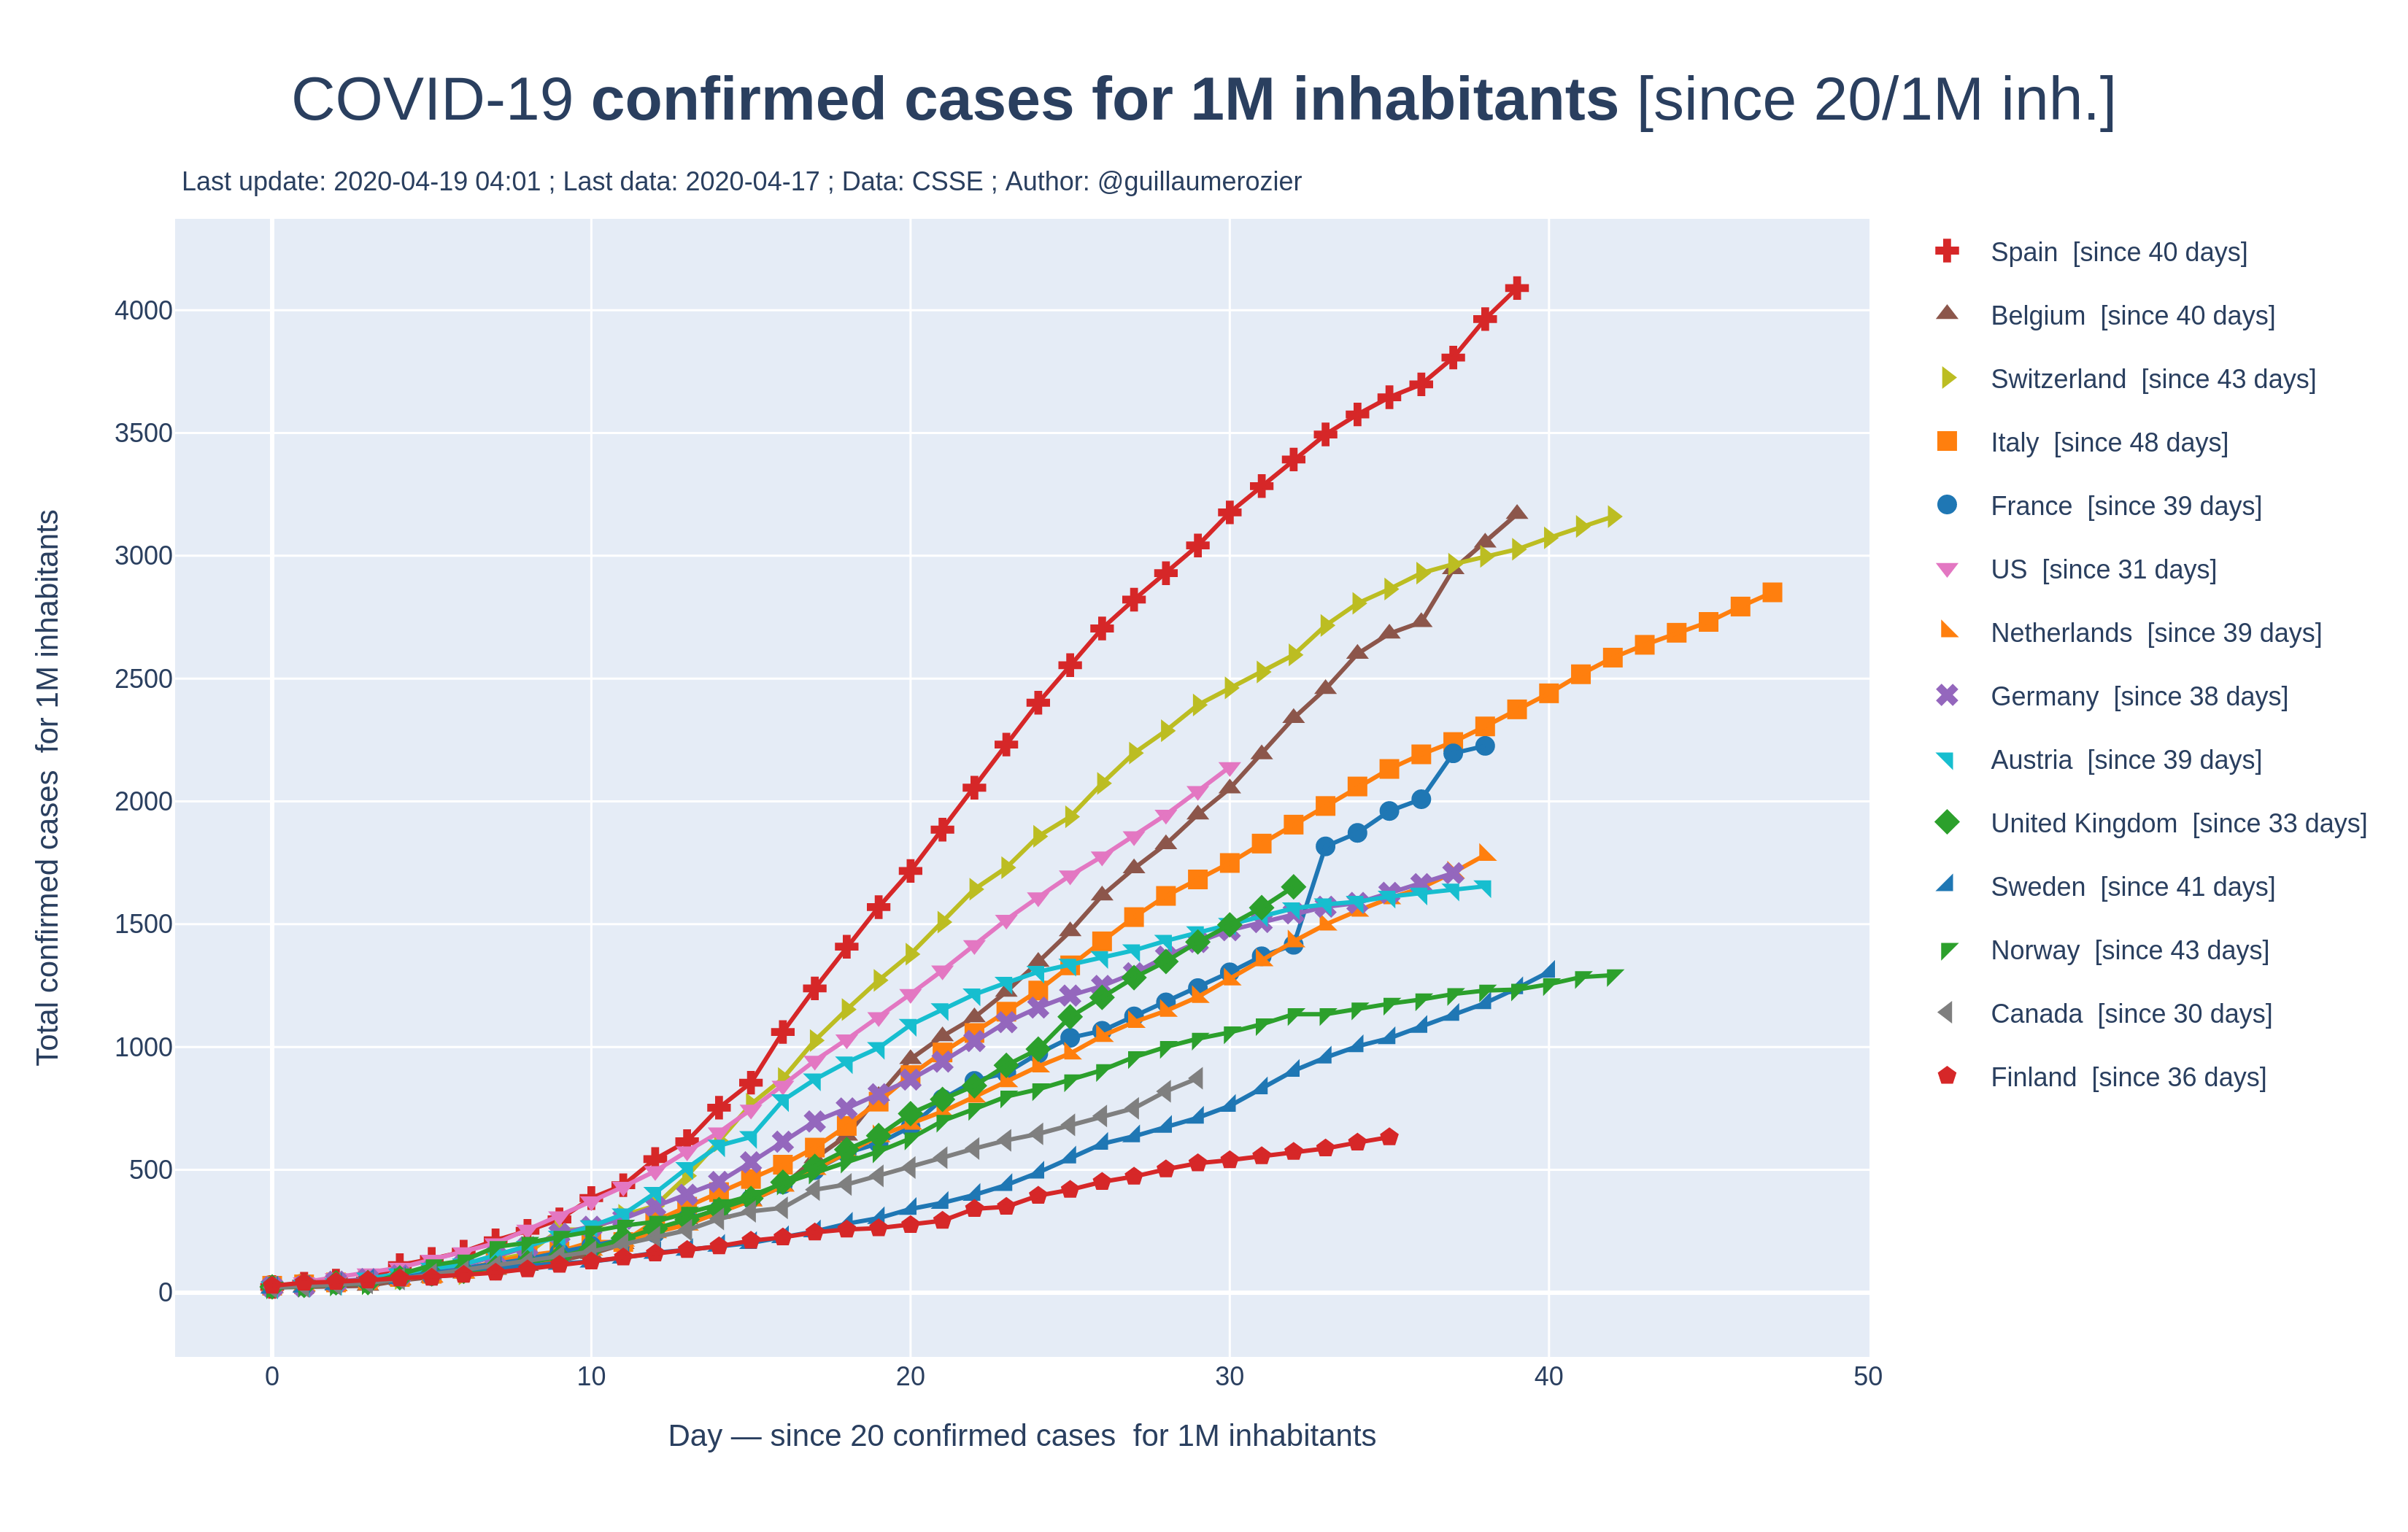 COVID-19 confirmed cases for 1M inhabitants [since 20/1M inh.]
Last update: 2020-04-19 04:01 ; Last data: 2020-04-17 ; Data: CSSE ; Author: @guillaumerozier
Total confirmed cases  for 1M inhabitants
4000
3500
3000
2500
2000
1500
1000
500
0
0 10 20 30 40 50
Day — since 20 confirmed cases  for 1M inhabitants
Spain  [since 40 days]
Belgium  [since 40 days]
Switzerland  [since 43 days]
Italy  [since 48 days]
France  [since 39 days]
US  [since 31 days]
Netherlands  [since 39 days]
Germany  [since 38 days]
Austria  [since 39 days]
United Kingdom  [since 33 days]
Sweden  [since 41 days]
Norway  [since 43 days]
Canada  [since 30 days]
Finland  [since 36 days]